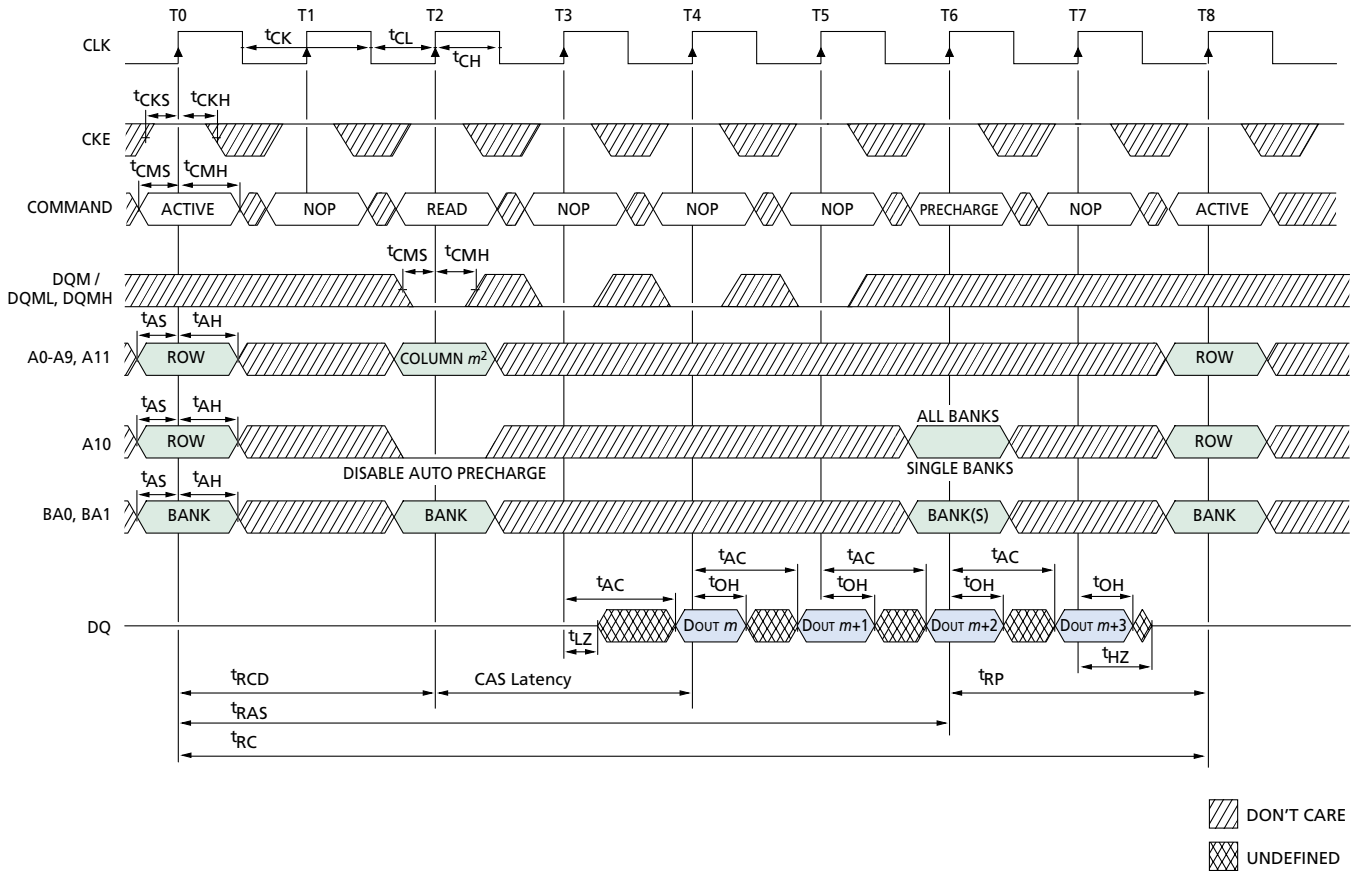 T0 T1 T2 T3 T4 T5 T6 T7 T8
CLK
tCK tCL
tCH
tCKS tCKH
CKE
tCMS tCMH
COMMAND ACTIVE NOP READ NOP NOP NOP PRECHARGE NOP ACTIVE
tCMS tCMH
DQM /
DQML, DQMH
tAS tAH
A0-A9, A11 ROW COLUMN m2 ROW
tAS tAH
ALL BANKS
A10 ROW ROW
DISABLE AUTO PRECHARGE SINGLE BANKS
tAS tAH
BA0, BA1 BANK BANK BANK(S) BANK
tAC tAC tAC
tAC tOH tOH tOH tOH
DQ DOUT m DOUT m+1 DOUT m+2 DOUT m+3
tLZ tHZ
tRCD CAS Latency tRP
tRAS
tRC
DON'T CARE
UNDEFINED